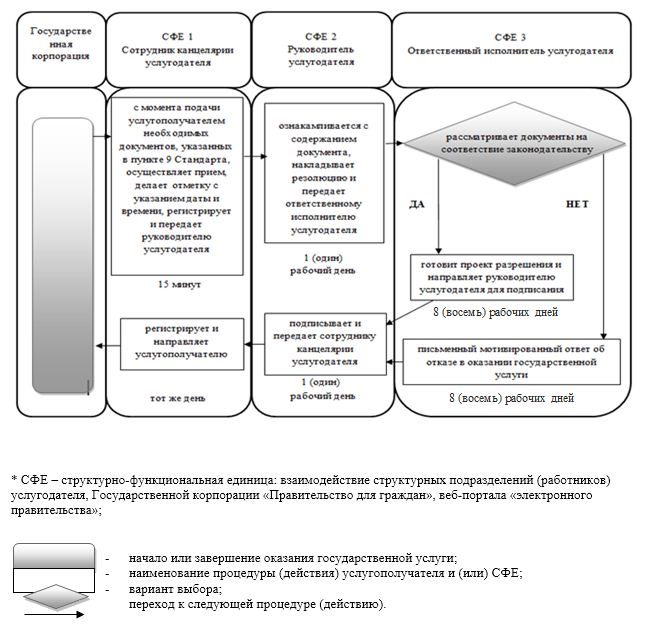 Государстве
нная
корпорация
СФЕ 1
Сотрудник канцелярии
услугодателя
СФЕ 2
Руководитель
услугодателя
СФЕ 3
Ответственный исполнитель услугодателя
с момента подачи
услугополучателем
необходимых
документов, указанных
в пункте 9 Стандарта,
осуществляет прием,
делает отметку с
указанием даты и
времени, регистрирует
и передает
руководителю
услугодателя
15 минут
ознакамливается с
содержанием
документа,
накладывает
резолюцию и
передает
ответственному
исполнителю
услугодателя
1 (один)
рабочий день
рассматривает документы на
соответствие законодательству
ДА
НЕТ
готовит проект разрешения и
направляет руководителю
услугодателя для подписания
8 (восемь) рабочих дней
регистрирует и
направляет
услугополучателю
тот же день
подписывает и
передает сотруднику
канцелярии
услугодателя
1 (один)
рабочий день
письменный мотивированный ответ об
отказе в оказании государственной
услуги
8 (восемь) рабочих дней
* СФЕ – структурно-функциональная единица: взаимодействие структурных подразделений (работников)
услугодателя, Государственной корпорации «Правительство для граждан», веб-портала «электронного
правительства»;
- начало или завершение оказания государственной услуги;
- наименование процедуры (действия) услугополучателя и (или) СФЕ;
- вариант выбора;
переход к следующей процедуре (действию).